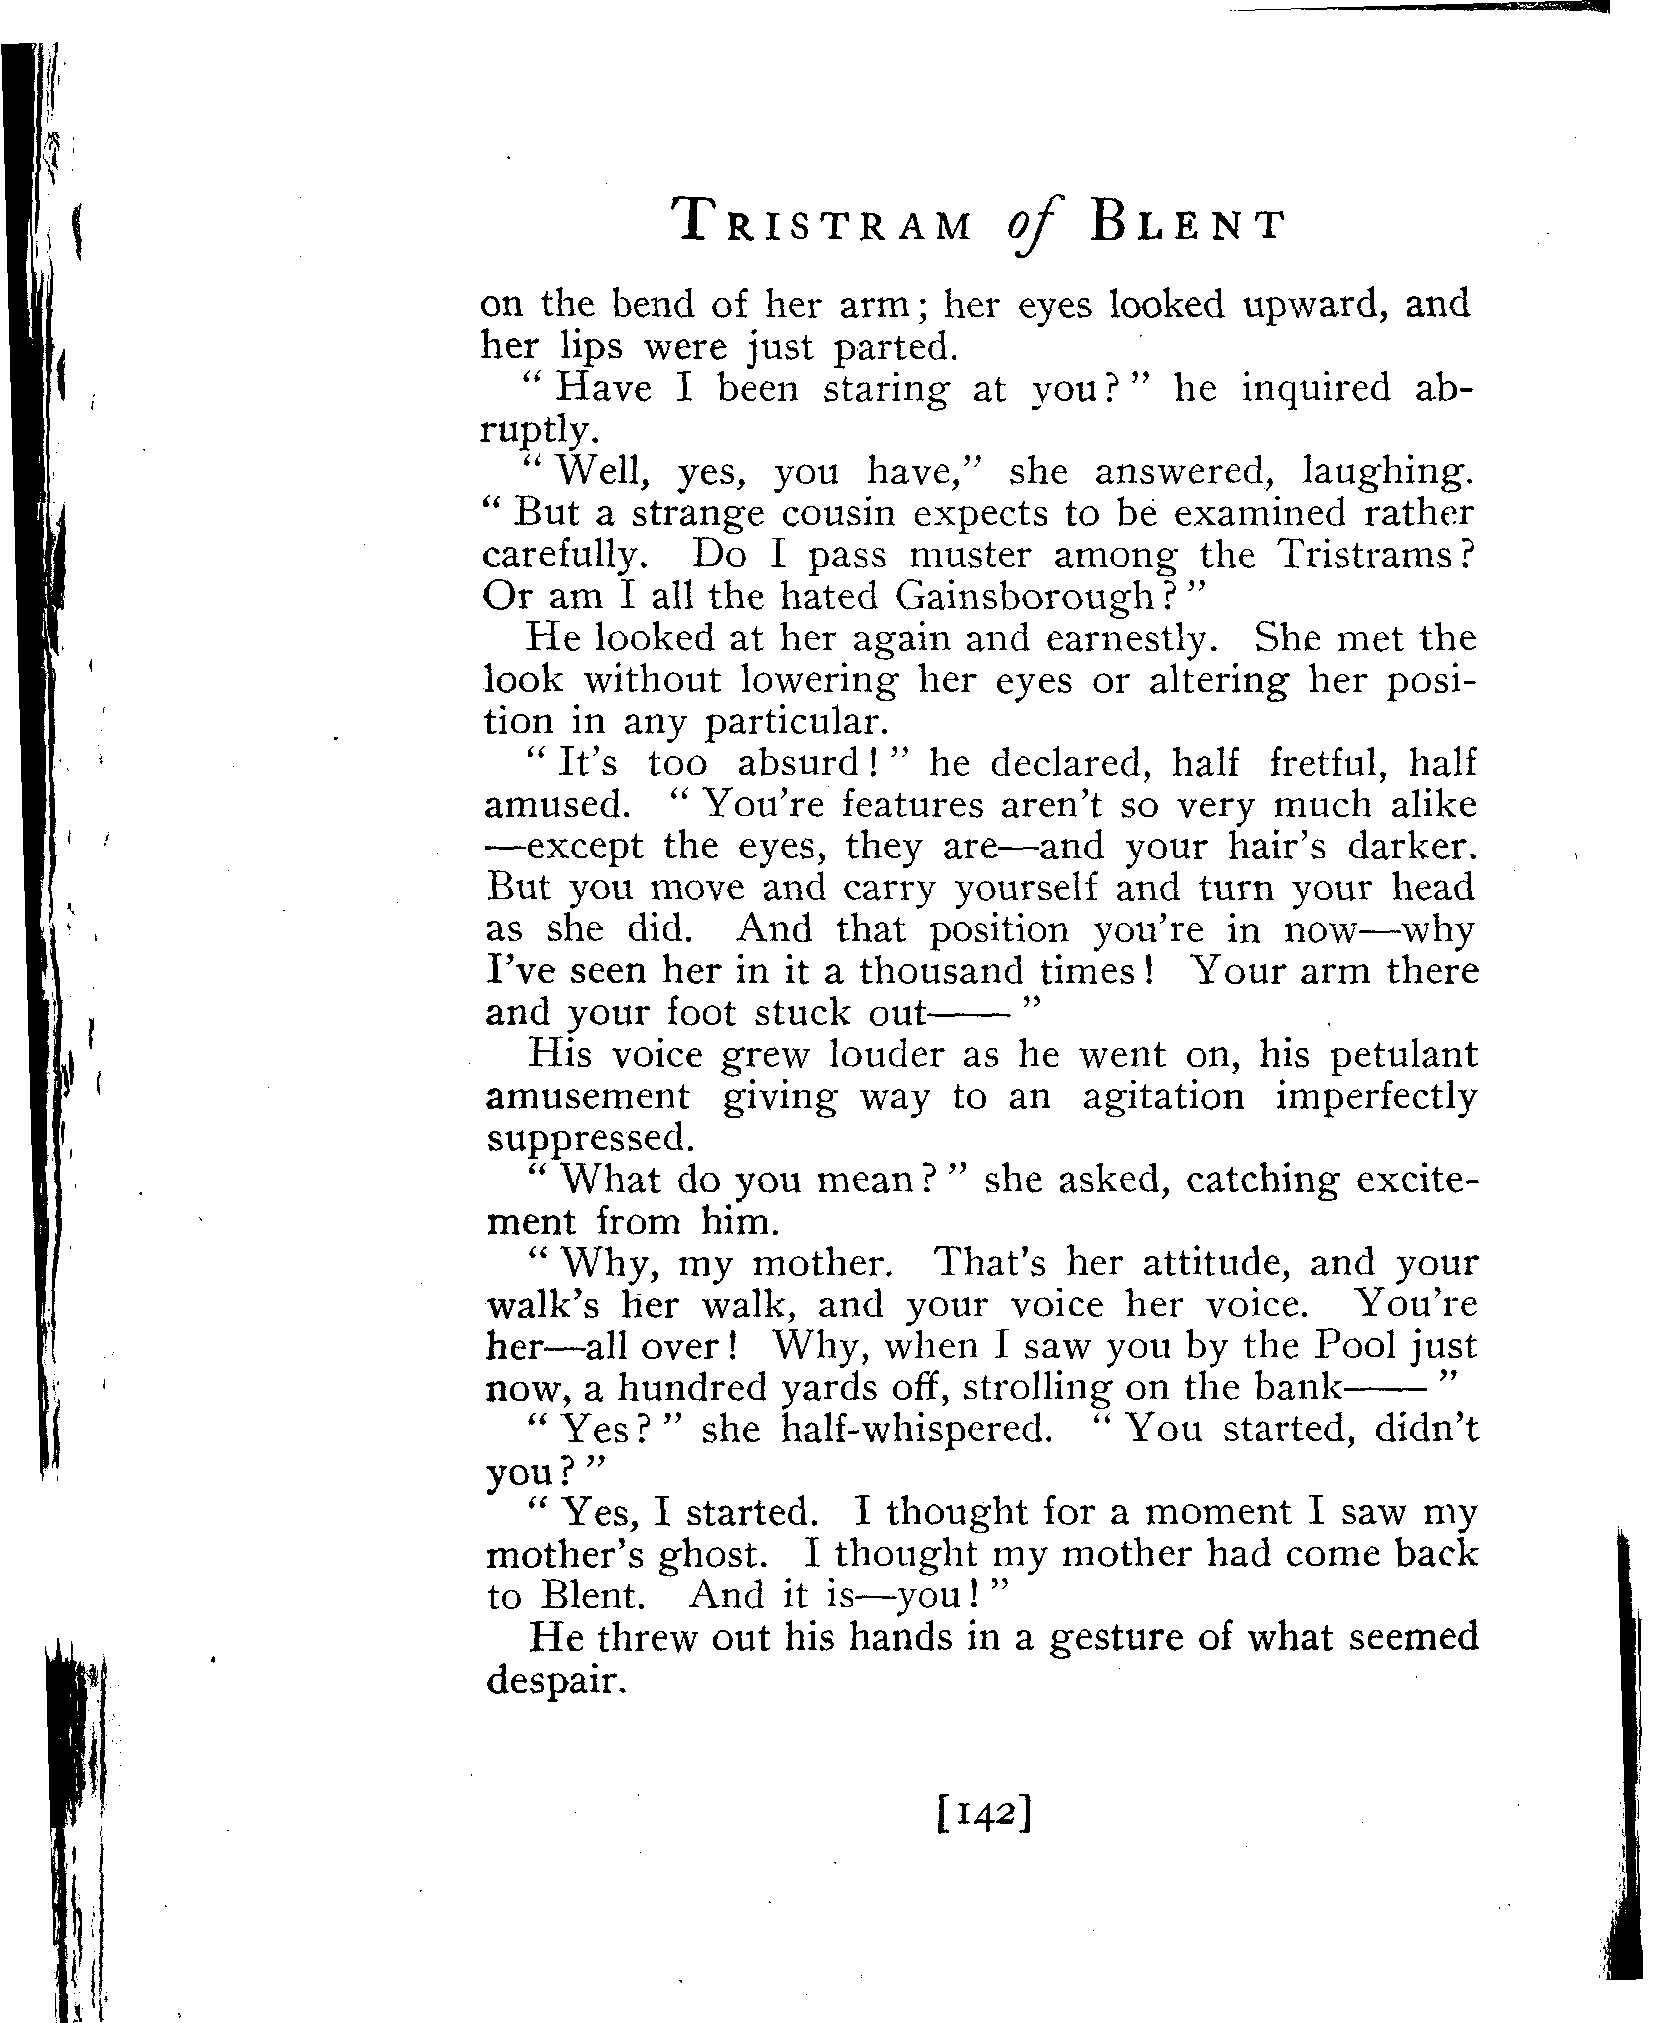 TRISTRAM of BLENT
on the bend of her arm; her eyes looked upward, and
her lips were just parted.
“ Have I been staring at you? ” he inquired ab-
ruptly.
“ Well, yes, you have,” she answered, laughing.
“ But a strange cousin expects to be examined rather
carefully. Do I pass muster among the Tristrams?
Or am I all the hated Gainsborough? ”
He looked at her again and earnestly. She met the
look without lowering her eyes or altering her posi-
tion in any particular.
“ It's too absurd! ” he declared, half fretful, half
amused. “ You're features aren't so very much alike
—except the eyes, they are—and your hair's darker.
But you move and carry yourself and turn your head
as she did. And that position you're in now—why
I've seen her in it a thousand times! Your arm there
and your foot stuck out—— ”
His voice grew louder as he went on, his petulant
amusement giving way to an agitation imperfectly
suppressed.
“ What do you mean? ” she asked, catching excite-
ment from him.
“ Why, my mother. That's her attitude, and your
walk's her walk, and your voice her voice. You're
her—all over! Why, when I saw you by the Pool just
now, a hundred yards off, strolling on the bank—— ”
“ Yes? ” she half-whispered. “ You started, didn't
you? ”
“ Yes, I started. I thought for a moment I saw my
mother's ghost. I thought my mother had come back
to Blent. And it is—you! ”
He threw out his hands in a gesture of what seemed
despair.
[142]